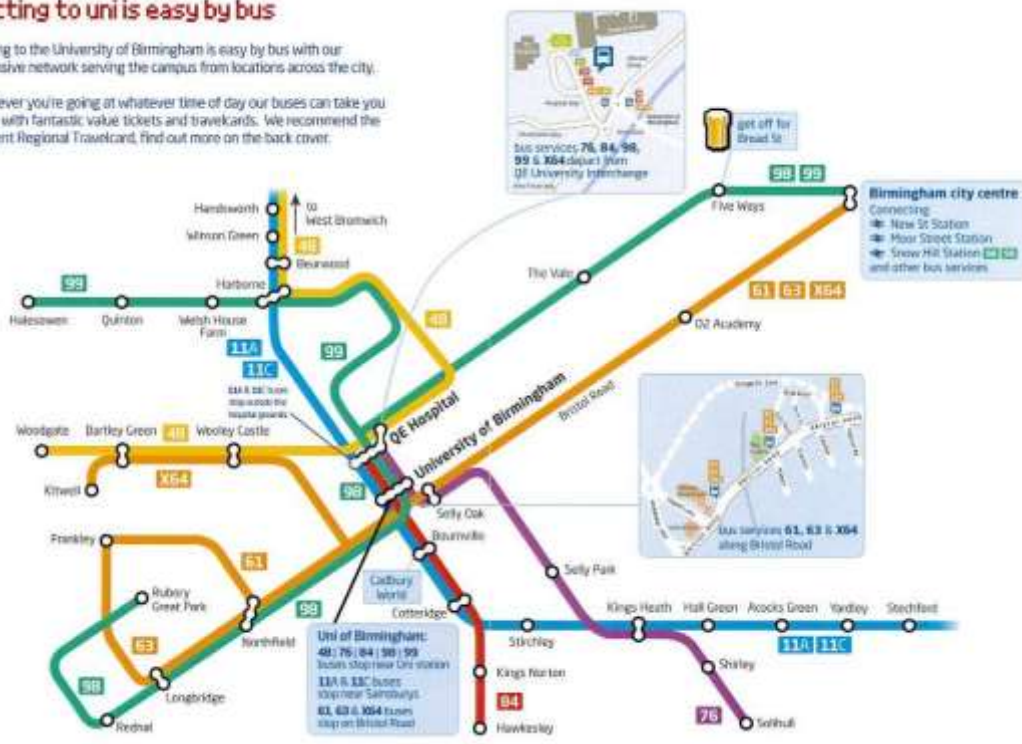 cting to uni is easy by bus
ng to the University of Birmingham is easy by bus with our
sive network serving the campus from locations across the city.
ever you're going at whatever time of day our buses can take you
with fantastic value tickets and travelcards. We recommend the
ent Regional Travelcard, find out more on the back cover.
bus services 76, 84, 98,
99 & X64 depart from
QE University Interchange
get off for
Broad St
98 99
Five Ways
Birmingham city centre
Connecting
New St Station
Moor Street Station
Snow Hill Station
and other bus services
Handsworth
to
West Bromwich
Winson Green
48
Bearwood
Harborne
99
Halesowen
Quinton
Welsh House
Farm
The Vale
61 63 X64
O2 Academy
48
99
11A
11C
11A & 11C buses
stop outside the
hospital grounds
QE Hospital
University of Birmingham
Bristol Road
Woodgate
Bartley Green
48
Wooley Castle
X64
Kitwell
98
Selly Oak
bus services 61, 63 & X64
along Bristol Road
Frankley
61
Bournville
Selly Park
Rubery
Great Park
98
Cadbury
World
Cotteridge
Kings Heath
Hall Green
Acocks Green
Yardley
Stechford
63
Northfield
Stirchley
11A 11C
Uni of Birmingham:
48 | 76 | 84 | 98 | 99
buses stop near Uni station
11A & 11C buses
stop near Sainsburys
61, 63 & X64 buses
stop on Bristol Road
98
Longbridge
Kings Norton
Shirley
Rednal
84
Hawkesley
76
Solihull